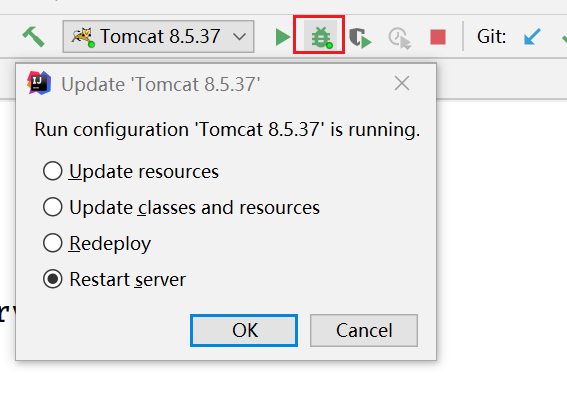 Tomcat 8.5.37
Git:
Update 'Tomcat 8.5.37'
Run configuration 'Tomcat 8.5.37' is running.
Update resources
Update classes and resources
Redeploy
Restart server
OK
Cancel